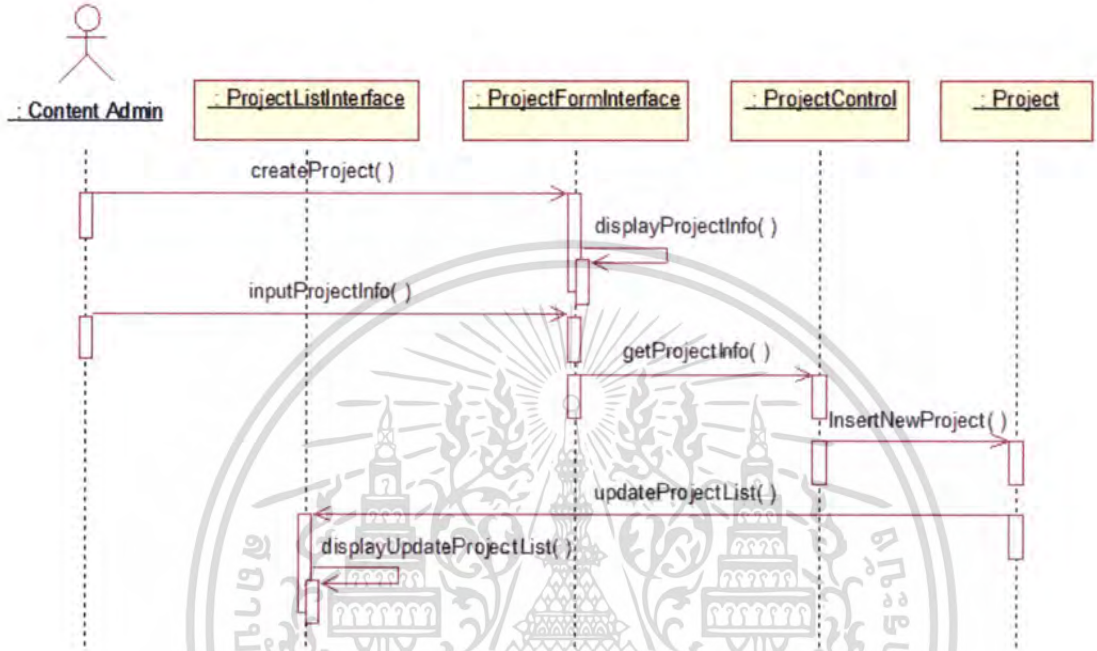 : Content Admin
: ProjectListInterface
: ProjectFormInterface
: ProjectControl
: Project
createProject( )
displayProjectInfo( )
inputProjectInfo( )
getProjectInfo( )
InsertNewProject( )
updateProjectList( )
displayUpdateProjectList( )